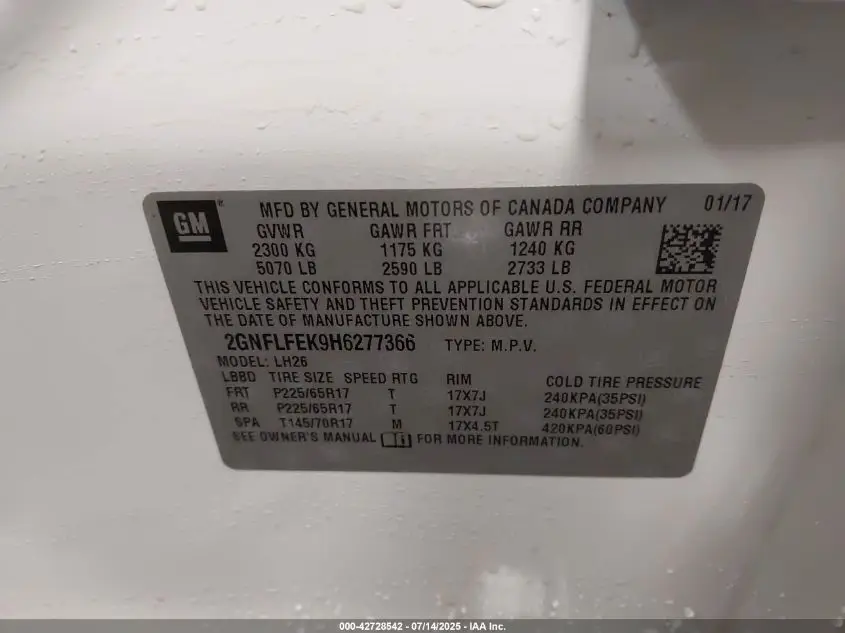 GM ® MFD BY GENERAL MOTORS OF CANADA COMPANY 01/17
GVWR GAWR FRT GAWR RR
2300 KG 1175 KG 1240 KG
5070 LB 2590 LB 2733 LB
THIS VEHICLE CONFORMS TO ALL APPLICABLE U.S. FEDERAL MOTOR
VEHICLE SAFETY AND THEFT PREVENTION STANDARDS IN EFFECT ON
THE DATE OF MANUFACTURE SHOWN ABOVE.
2GNFLFEK9H6277366 TYPE: M.P.V.
MODEL: LH26
LBBD TIRE SIZE SPEED RTG RIM COLD TIRE PRESSURE
FRT P225/65R17 T 17X7J 240KPA(35PSI)
RR P225/65R17 T 17X7J 240KPA(35PSI)
SPA T145/70R17 M 17X4.5T 420KPA(60PSI)
SEE OWNER'S MANUAL FOR MORE INFORMATION.
000-42728542 - 07/14/2025 - IAA Inc.